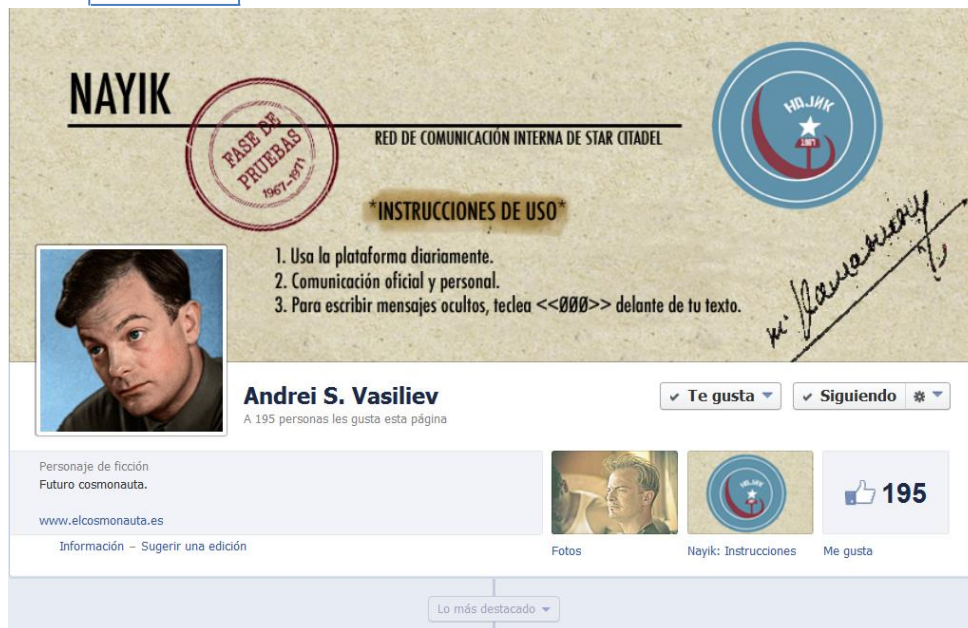 NAYIK
FASE DE
PRUEBAS
1967-1971
RED DE COMUNICACIÓN INTERNA DE STAR CITADEL
*INSTRUCCIONES DE USO*
1. Usa la plataforma diariamente.
2. Comunicación oficial y personal.
3. Para escribir mensajes ocultos, teclea <<ØØØ>> delante de tu texto.
Andrei S. Vasiliev
A 195 personas les gusta esta página
Te gusta
Siguiendo
Personaje de ficción
Futuro cosmonauta.
www.elcosmonauta.es
Información – Sugerir una edición
195
Fotos
Nayik: Instrucciones
Me gusta
Lo más destacado